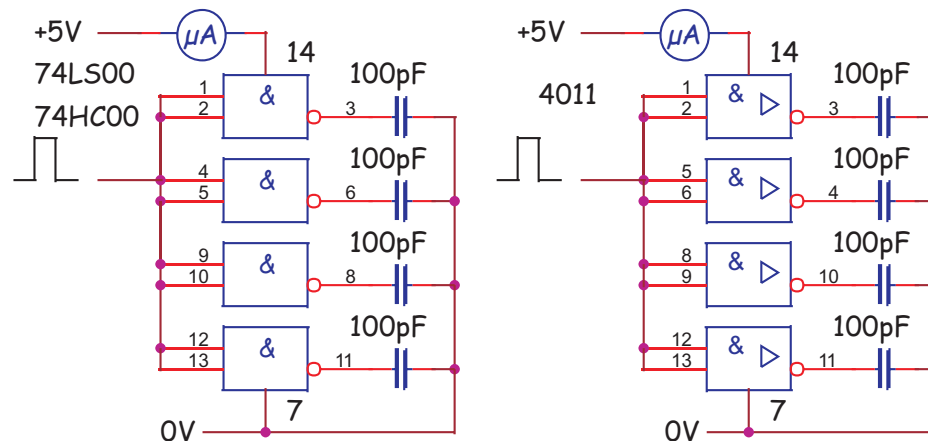 +5V μA 14
74LS00 100pF
74HC00
1 & 3
2
100pF
4 & 6
5
100pF
9 & 8
10
100pF
12 & 11
13
0V 7
+5V μA 14
4011 100pF
1 & 3
2
100pF
5 & 4
6
100pF
8 & 10
9
100pF
12 & 11
13
0V 7